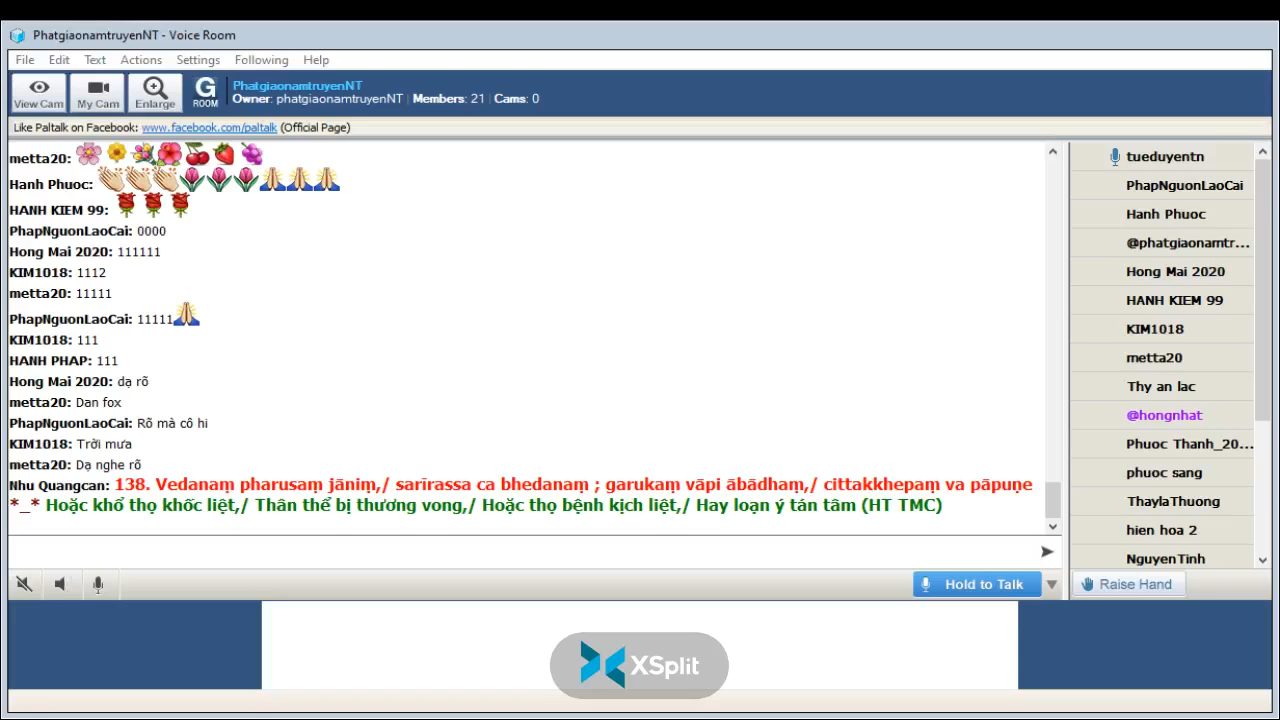 PhatgiaonamtruyenNT - Voice Room
File Edit Text Actions Settings Following Help
View Cam My Cam Enlarge G ROOM
PhatgiaonamtruyenNT
Owner: phatgiaonamtruyenNT | Members: 21 | Cams: 0
Like Paltalk on Facebook: www.facebook.com/paltalk (Official Page)
metta20:
Hanh Phuoc:
HANH KIEM 99:
PhapNguonLaoCai: 0000
Hong Mai 2020: 111111
KIM1018: 1112
metta20: 11111
PhapNguonLaoCai: 11111
KIM1018: 111
HANH PHAP: 111
Hong Mai 2020: dạ rõ
metta20: Dan fox
PhapNguonLaoCai: Rõ mà cô hi
KIM1018: Trời mưa
metta20: Dạ nghe rõ
Nhu Quangcan: 138. Vedanaṃ pharusaṃ jāniṃ,/ sarīrassa ca bhedanaṃ ; garukaṃ vāpi ābādhaṃ,/ cittakkhepaṃ va pāpuṇe
*_* Hoặc khổ thọ khốc liệt,/ Thân thể bị thương vong,/ Hoặc thọ bệnh kịch liệt,/ Hay loạn ý tán tâm (HT TMC)
Hold to Talk
tueduyentn
PhapNguonLaoCai
Hanh Phuoc
@phatgiaonamtr...
Hong Mai 2020
HANH KIEM 99
KIM1018
metta20
Thy an lac
@hongnhat
Phuoc Thanh_20...
phuoc sang
ThaylaThuong
hien hoa 2
NguyenTinh
Raise Hand
XSplit